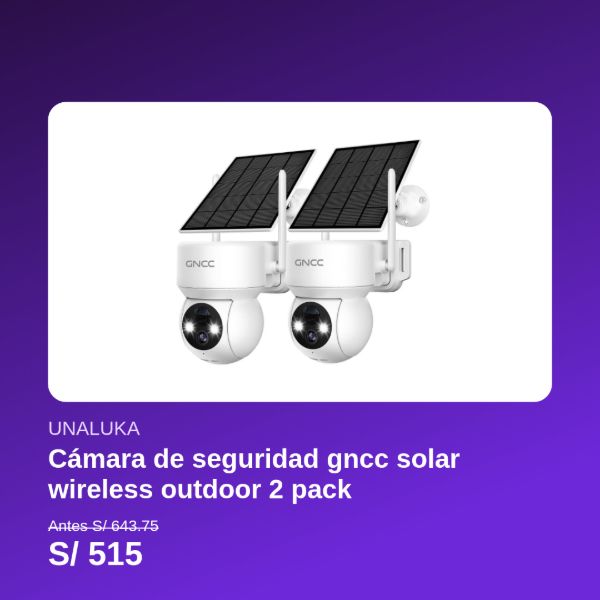 GNCC GNCC
UNALUKA
Cámara de seguridad gncc solar
wireless outdoor 2 pack
Antes S/ 643.75
S/ 515